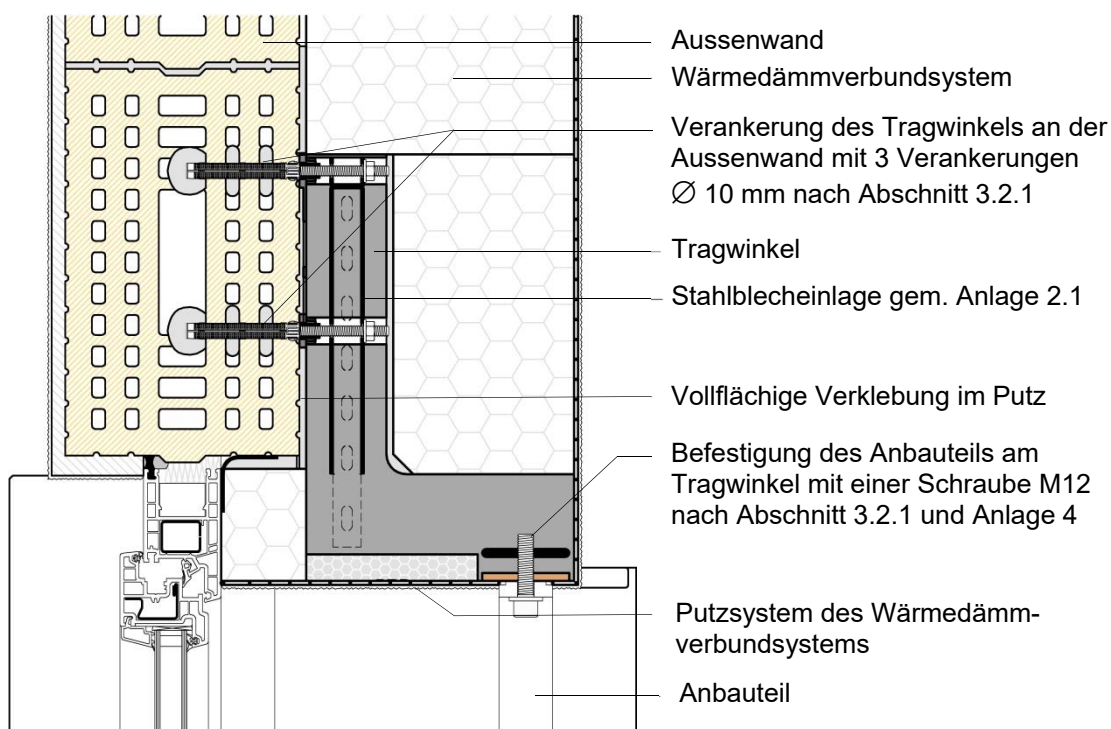 Aussenwand
Wärmedämmverbundsystem
Verankerung des Tragwinkels an der
Aussenwand mit 3 Verankerungen
∅ 10 mm nach Abschnitt 3.2.1
Tragwinkel
Stahlblecheinlage gem. Anlage 2.1
Vollflächige Verklebung im Putz
Befestigung des Anbauteils am
Tragwinkel mit einer Schraube M12
nach Abschnitt 3.2.1 und Anlage 4
Putzsystem des Wärmedämm-
verbundsystems
Anbauteil